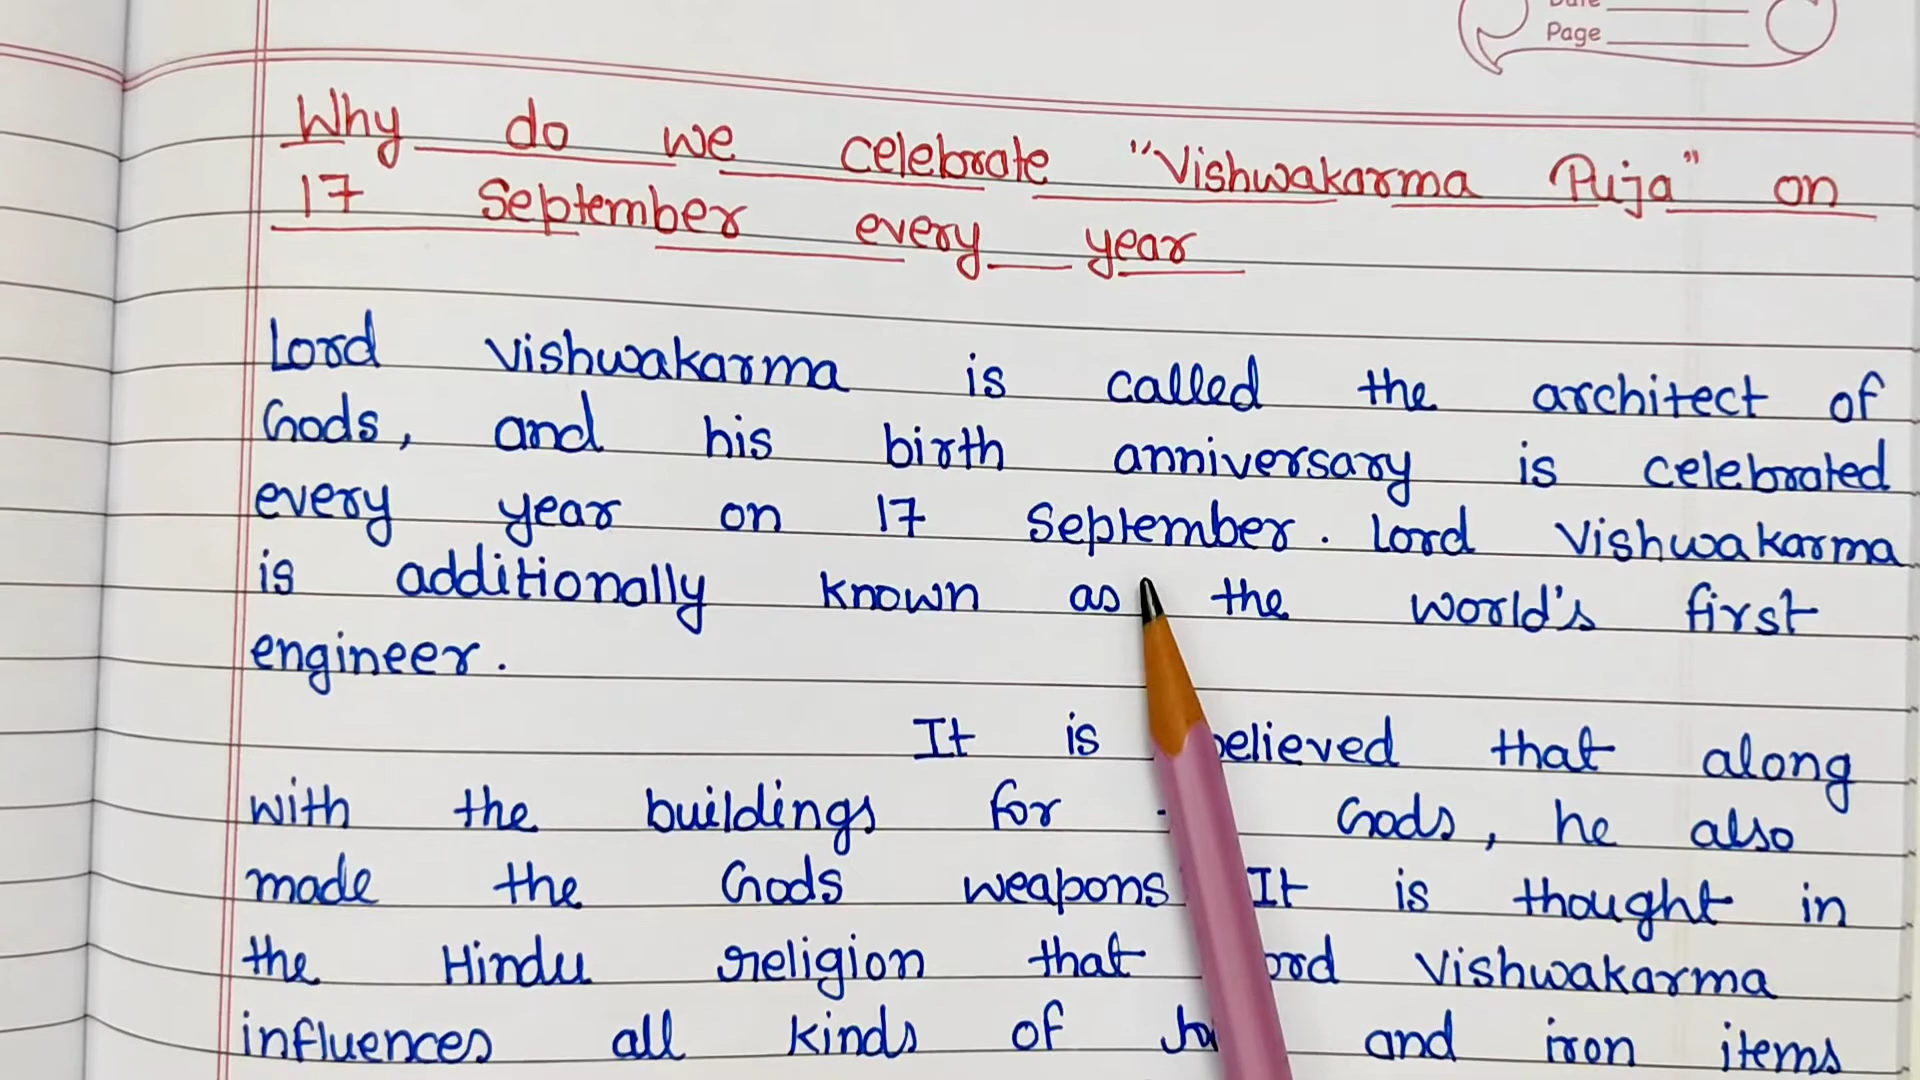 Page
Why do we celebrate "Vishwakarma Puja" on
17 September every year
Lord Vishwakarma is called the architect of
Gods, and his birth anniversary is celebrated
every year on 17 September. Lord Vishwakarma
is additionally known as the world's first
engineer.
It is believed that along
with the buildings for Gods, he also
made the Gods weapons It is thought in
the Hindu religion that Lord Vishwakarma
influences all kinds of and iron items